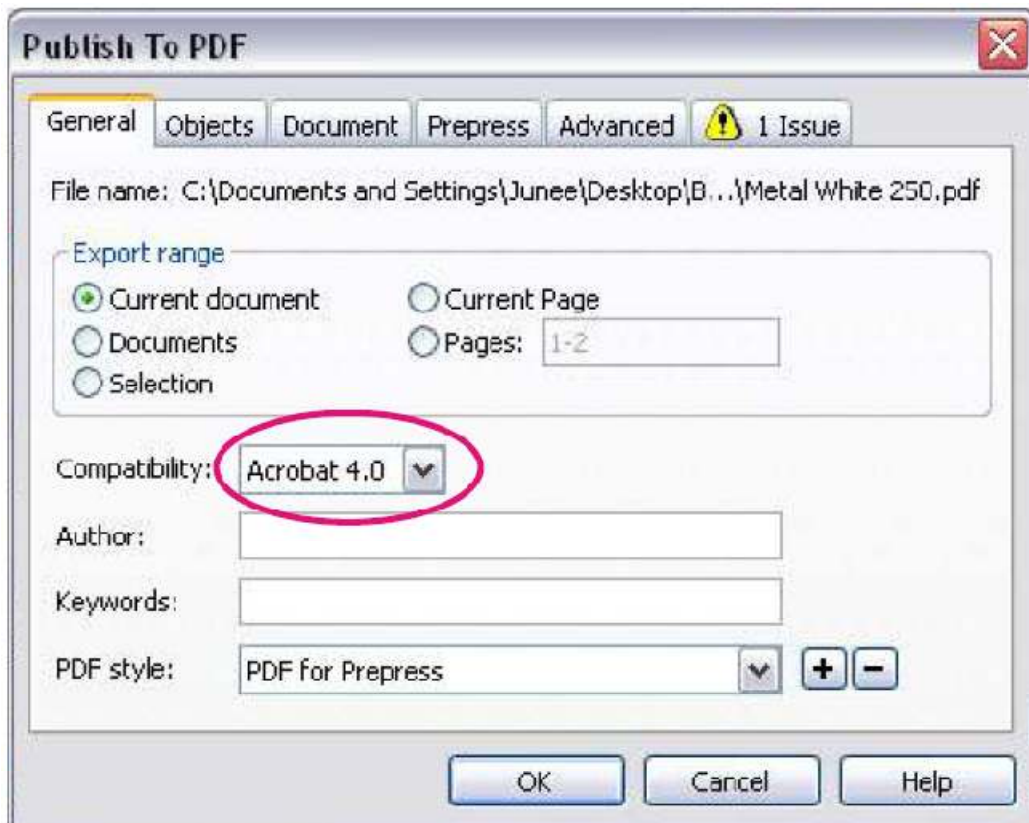 Publish To PDF
General Objects Document Prepress Advanced 1 Issue
File name: C:\Documents and Settings\Junee\Desktop\B...\Metal White 250.pdf
Export range
Current document Current Page
Documents Pages: 1-2
Selection
Compatibility: Acrobat 4.0
Author:
Keywords:
PDF style: PDF for Prepress
OK Cancel Help